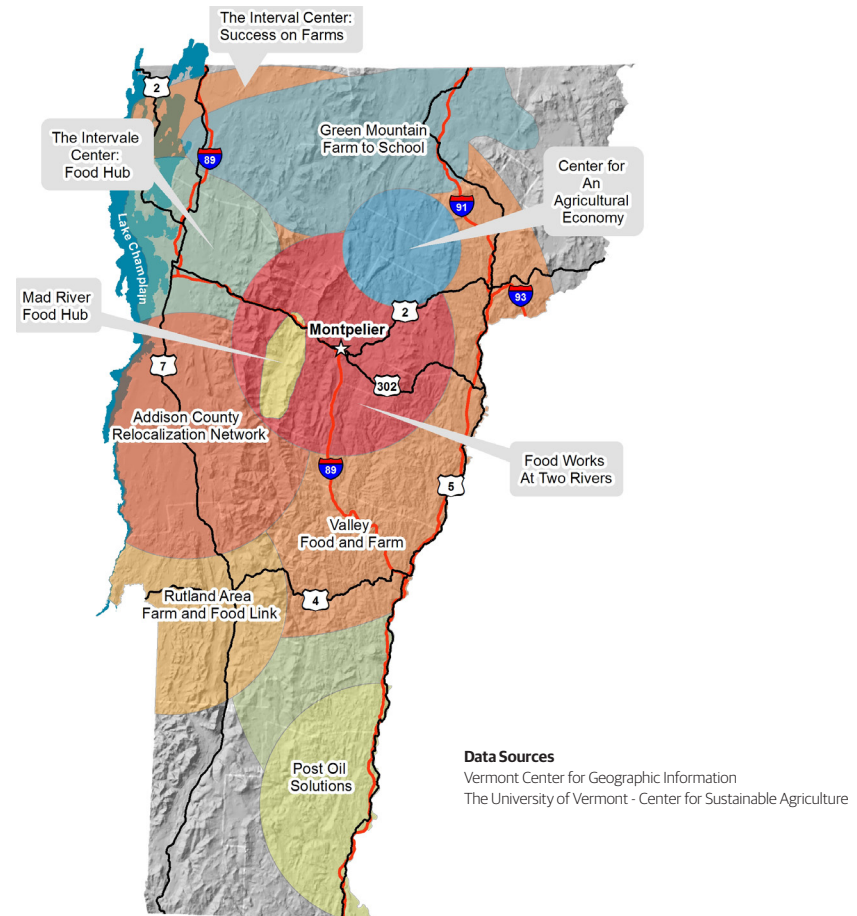 The Interval Center:
Success on Farms
2
Green Mountain
Farm to School
The Intervale
Center:
Food Hub
89
Center for
An
Agricultural
Economy
91
Lake Champlain
Mad River
Food Hub
93
2
Montpelier
7
302
Addison County
Relocalization Network
Food Works
At Two Rivers
89
5
Valley
Food and Farm
Rutland Area
Farm and Food Link
4
Post Oil
Solutions
Data Sources
Vermont Center for Geographic Information
The University of Vermont - Center for Sustainable Agriculture